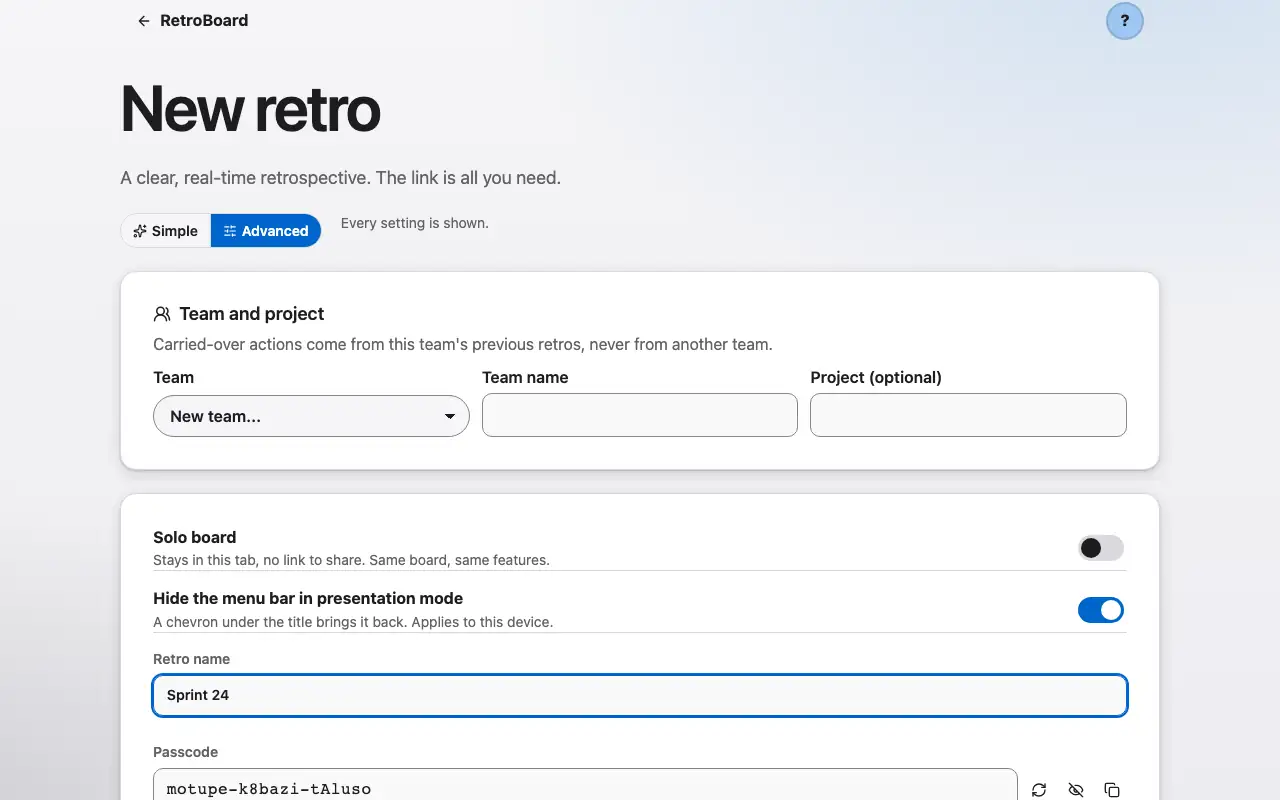 RetroBoard
?
New retro
A clear, real-time retrospective. The link is all you need.
Simple
Advanced
Every setting is shown.
Team and project
Carried-over actions come from this team's previous retros, never from another team.
Team
Team name
Project (optional)
New team...
Solo board
Stays in this tab, no link to share. Same board, same features.
Hide the menu bar in presentation mode
A chevron under the title brings it back. Applies to this device.
Retro name
Sprint 24
Passcode
motupe-k8bazi-tAluso